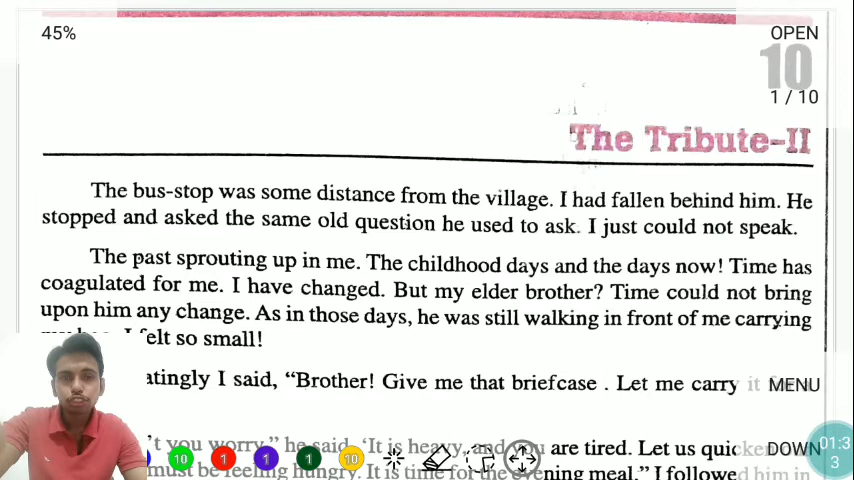 45%
OPEN
10
1 / 10
The Tribute-II
The bus-stop was some distance from the village. I had fallen behind him. He
stopped and asked the same old question he used to ask. I just could not speak.
The past sprouting up in me. The childhood days and the days now! Time has
coagulated for me. I have changed. But my elder brother? Time could not bring
upon him any change. As in those days, he was still walking in front of me carrying
I felt so small!
atingly I said, “Brother! Give me that briefcase . Let me carry it
MENU
't you worry,” he said, ‘It is heavy, and you are tired. Let us quicken
DOWN
must be feeling hungry. It is time for the evening meal.” I followed him in
10 1 1 1 10
01:3
3